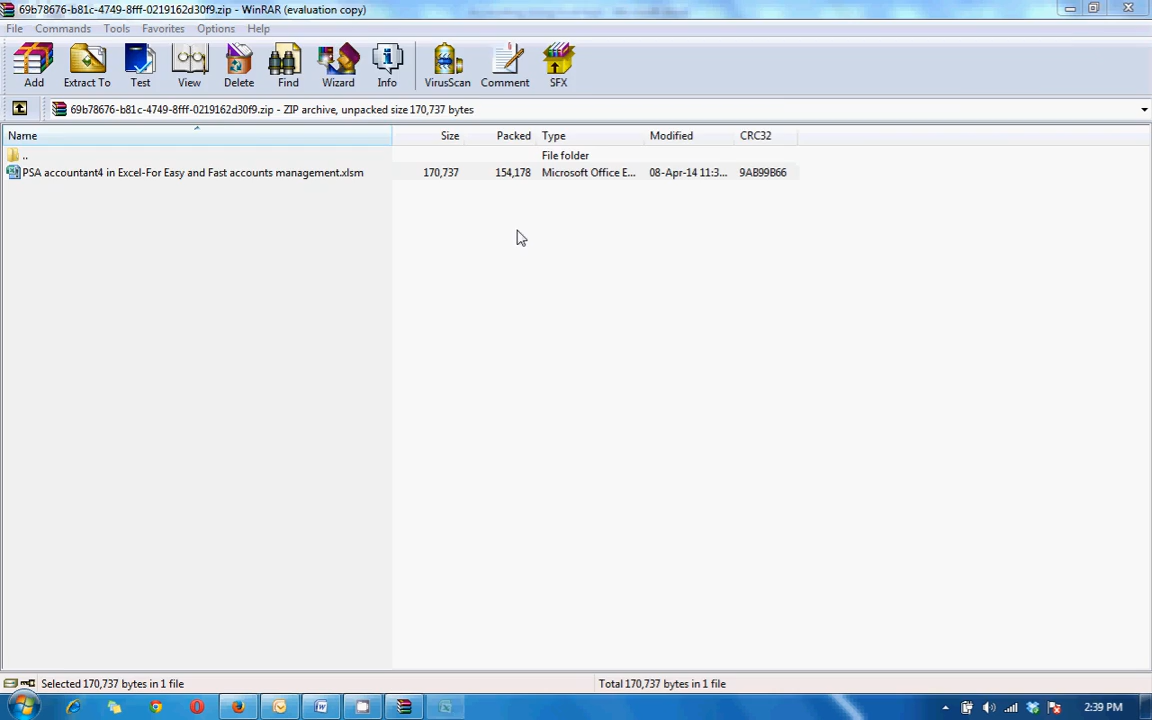 69b78676-b81c-4749-8fff-0219162d30f9.zip - WinRAR (evaluation copy)
File Commands Tools Favorites Options Help
Add Extract To Test View Delete Find Wizard Info VirusScan Comment SFX
69b78676-b81c-4749-8fff-0219162d30f9.zip - ZIP archive, unpacked size 170,737 bytes
Name Size Packed Type Modified CRC32
.. File folder
PSA accountant4 in Excel-For Easy and Fast accounts management.xlsm 170,737 154,178 Microsoft Office E... 08-Apr-14 11:3... 9AB99B66
Selected 170,737 bytes in 1 file Total 170,737 bytes in 1 file
2:39 PM